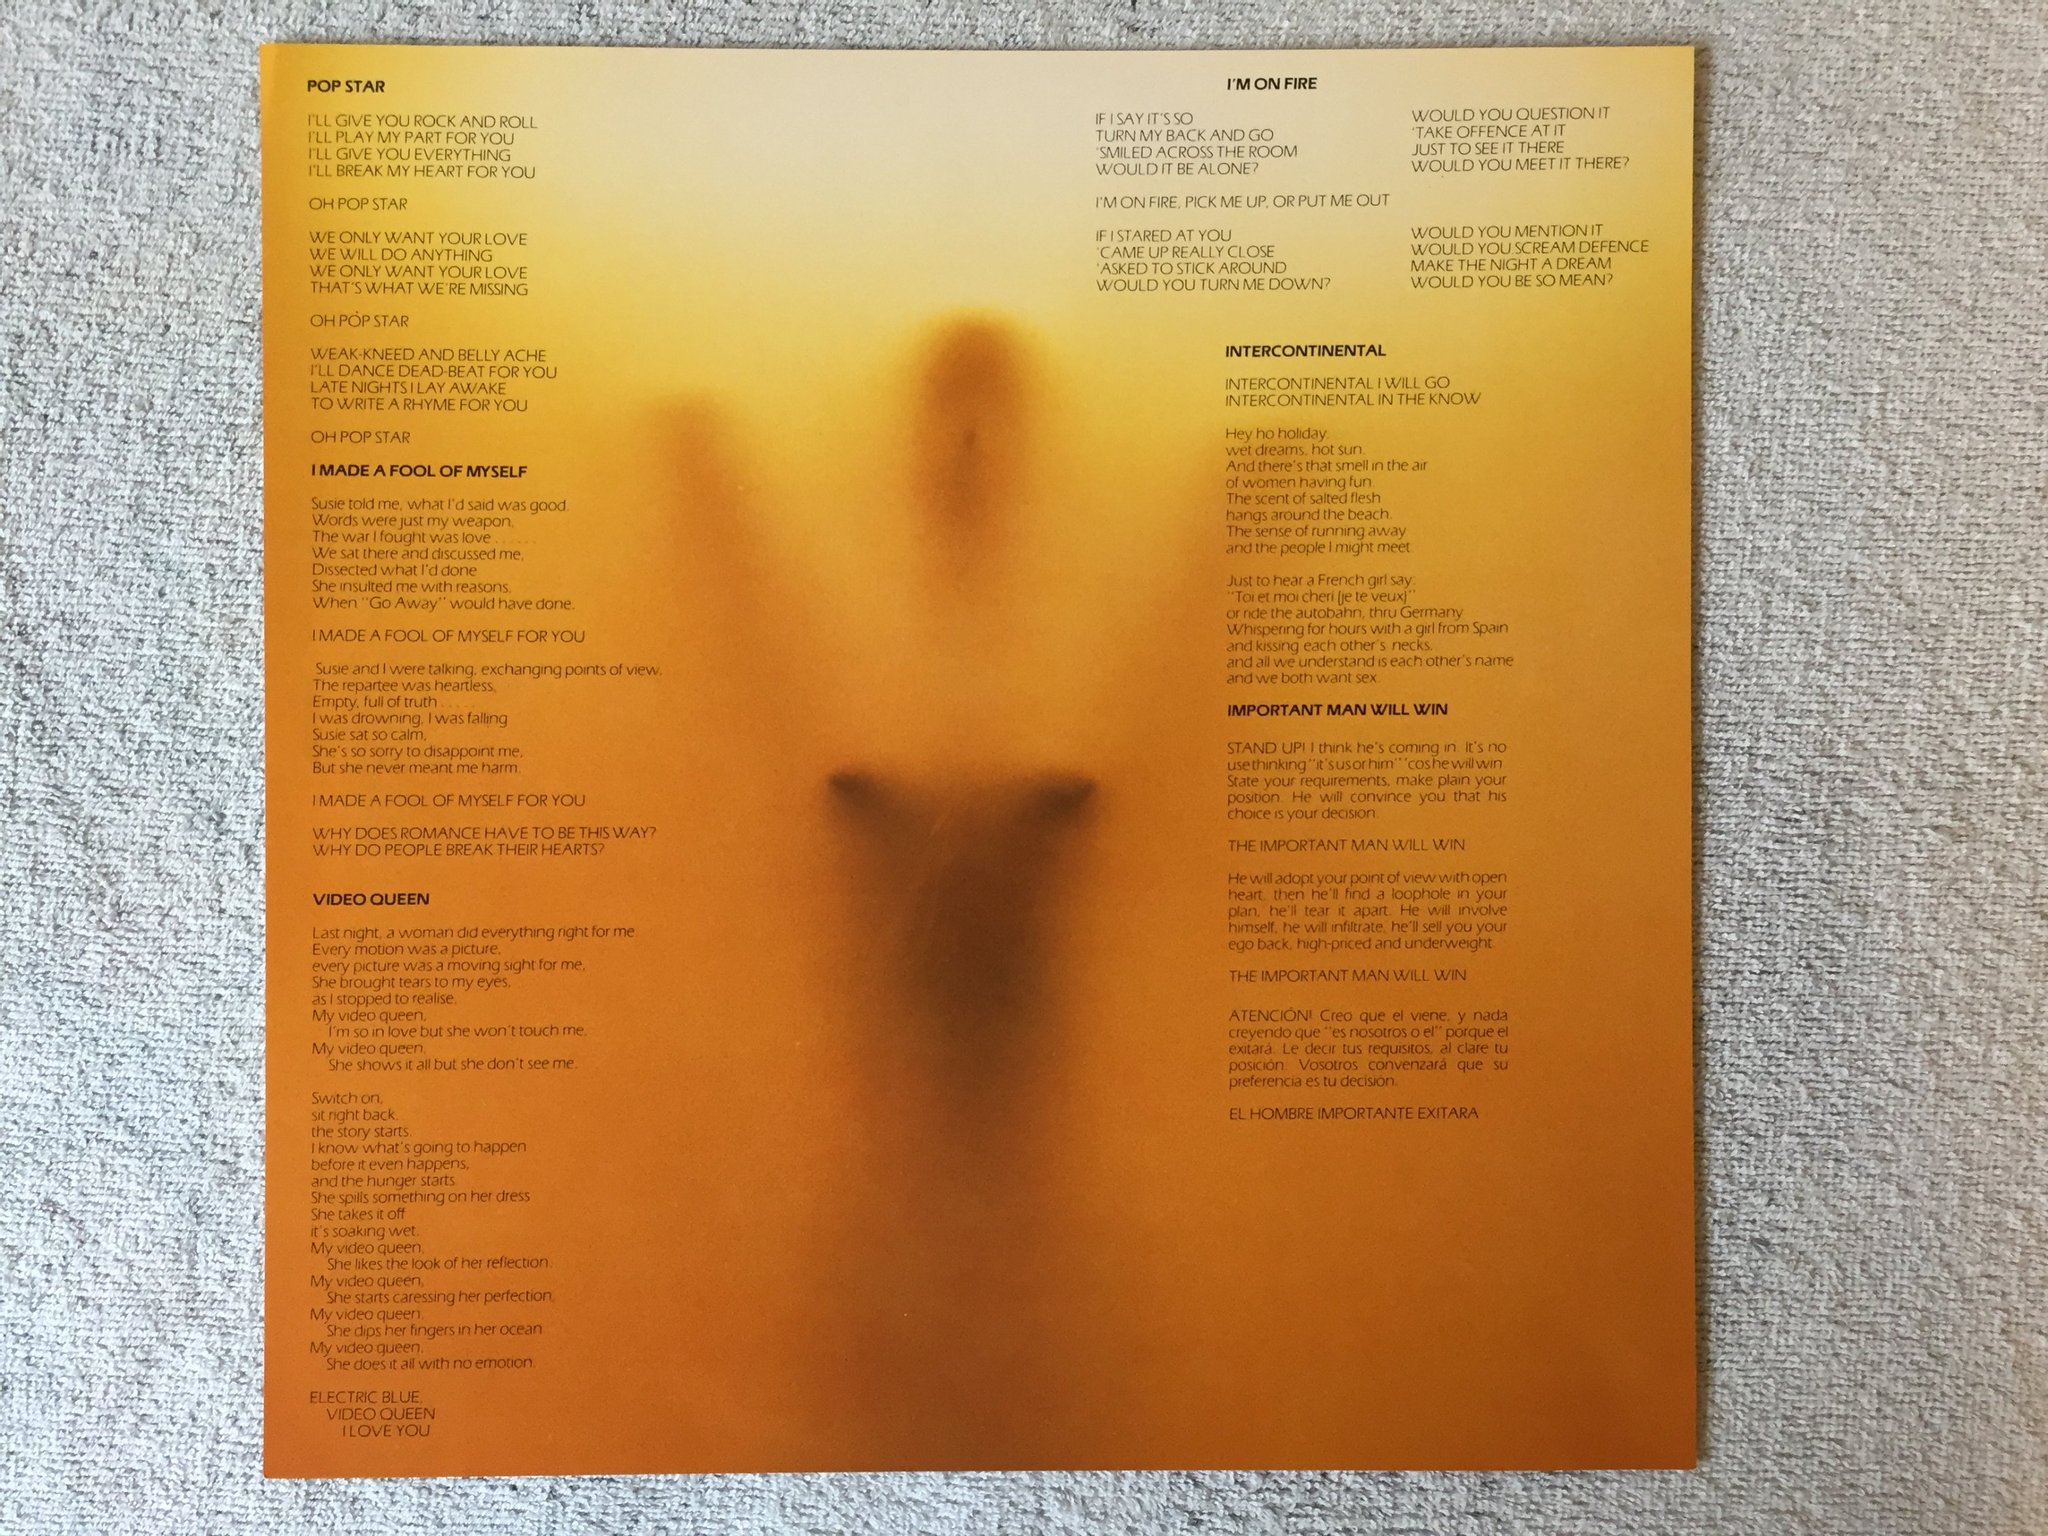 POP STAR
I'LL GIVE YOU ROCK AND ROLL
I'LL PLAY MY PART FOR YOU
I'LL GIVE YOU EVERYTHING
I'LL BREAK MY HEART FOR YOU
OH POP STAR
WE ONLY WANT YOUR LOVE
WE WILL DO ANYTHING
WE ONLY WANT YOUR LOVE
THAT'S WHAT WE'RE MISSING
OH POP STAR
WEAK-KNEED AND BELLY ACHE
I'LL DANCE DEAD-BEAT FOR YOU
LATE NIGHTS I LAY AWAKE
TO WRITE A RHYME FOR YOU
OH POP STAR
I MADE A FOOL OF MYSELF
Susie told me, what I'd said was good.
Words were just my weapon,
The war I fought was love . . . . . .
We sat there and discussed me,
Dissected what I'd done
She insulted me with reasons,
When "Go Away" would have done.
I MADE A FOOL OF MYSELF FOR YOU
Susie and I were talking, exchanging points of view,
The repartee was heartless,
Empty, full of truth . . . . .
I was drowning, I was falling
Susie sat so calm,
She's so sorry to disappoint me,
But she never meant me harm.
I MADE A FOOL OF MYSELF FOR YOU
WHY DOES ROMANCE HAVE TO BE THIS WAY?
WHY DO PEOPLE BREAK THEIR HEARTS?
VIDEO QUEEN
Last night, a woman did everything right for me.
Every motion was a picture,
every picture was a moving sight for me,
She brought tears to my eyes,
as I stopped to realise,
My video queen,
I'm so in love but she won't touch me,
My video queen,
She shows it all but she don't see me.
Switch on,
sit right back,
the story starts.
I know what's going to happen
before it even happens,
and the hunger starts.
She spills something on her dress
She takes it off
it's soaking wet.
My video queen,
She likes the look of her reflection.
My video queen,
She starts caressing her perfection,
My video queen,
She dips her fingers in her ocean
My video queen,
She does it all with no emotion.
ELECTRIC BLUE,
VIDEO QUEEN
I LOVE YOU
I'M ON FIRE
IF I SAY IT'S SO
TURN MY BACK AND GO
'SMILED ACROSS THE ROOM
WOULD IT BE ALONE?
WOULD YOU QUESTION IT
'TAKE OFFENCE AT IT
JUST TO SEE IT THERE
WOULD YOU MEET IT THERE?
I'M ON FIRE, PICK ME UP, OR PUT ME OUT
IF I STARED AT YOU
'CAME UP REALLY CLOSE
'ASKED TO STICK AROUND
WOULD YOU TURN ME DOWN?
WOULD YOU MENTION IT
WOULD YOU SCREAM DEFENCE
MAKE THE NIGHT A DREAM
WOULD YOU BE SO MEAN?
INTERCONTINENTAL
INTERCONTINENTAL I WILL GO
INTERCONTINENTAL IN THE KNOW
Hey ho holiday:
wet dreams, hot sun.
And there's that smell in the air
of women having fun.
The scent of salted flesh
hangs around the beach.
The sense of running away
and the people I might meet.
Just to hear a French girl say:
"Toi et moi cheri (je te veux)"
or ride the autobahn, thru Germany
Whispering for hours with a girl from Spain
and kissing each other's necks,
and all we understand is each other's name
and we both want sex.
IMPORTANT MAN WILL WIN
STAND UP! I think he's coming in. It's no
use thinking "it's us or him" 'cos he will win
State your requirements, make plain your
position. He will convince you that his
choice is your decision.
THE IMPORTANT MAN WILL WIN
He will adopt your point of view with open
heart, then he'll find a loophole in your
plan, he'll tear it apart. He will involve
himself, he will infiltrate, he'll sell you your
ego back, high-priced and underweight.
THE IMPORTANT MAN WILL WIN
ATENCIÓN! Creo que el viene, y nada
creyendo que "es nosotros o el" porque el
exitará. Le decir tus requisitos, al clare tu
posición. Vosotros convenzará que su
preferencia es tu decisión.
EL HOMBRE IMPORTANTE EXITARA